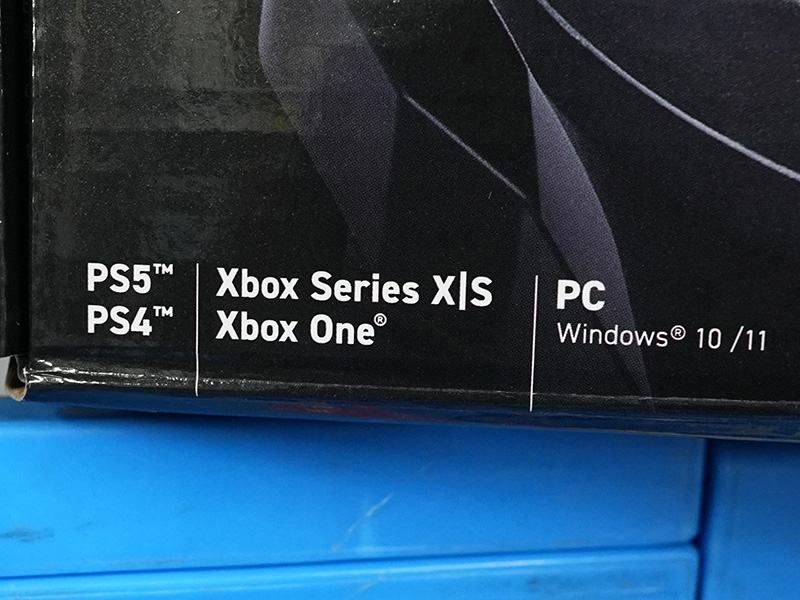 PS5™
PS4™
Xbox Series X|S
Xbox One®
PC
Windows® 10 /11